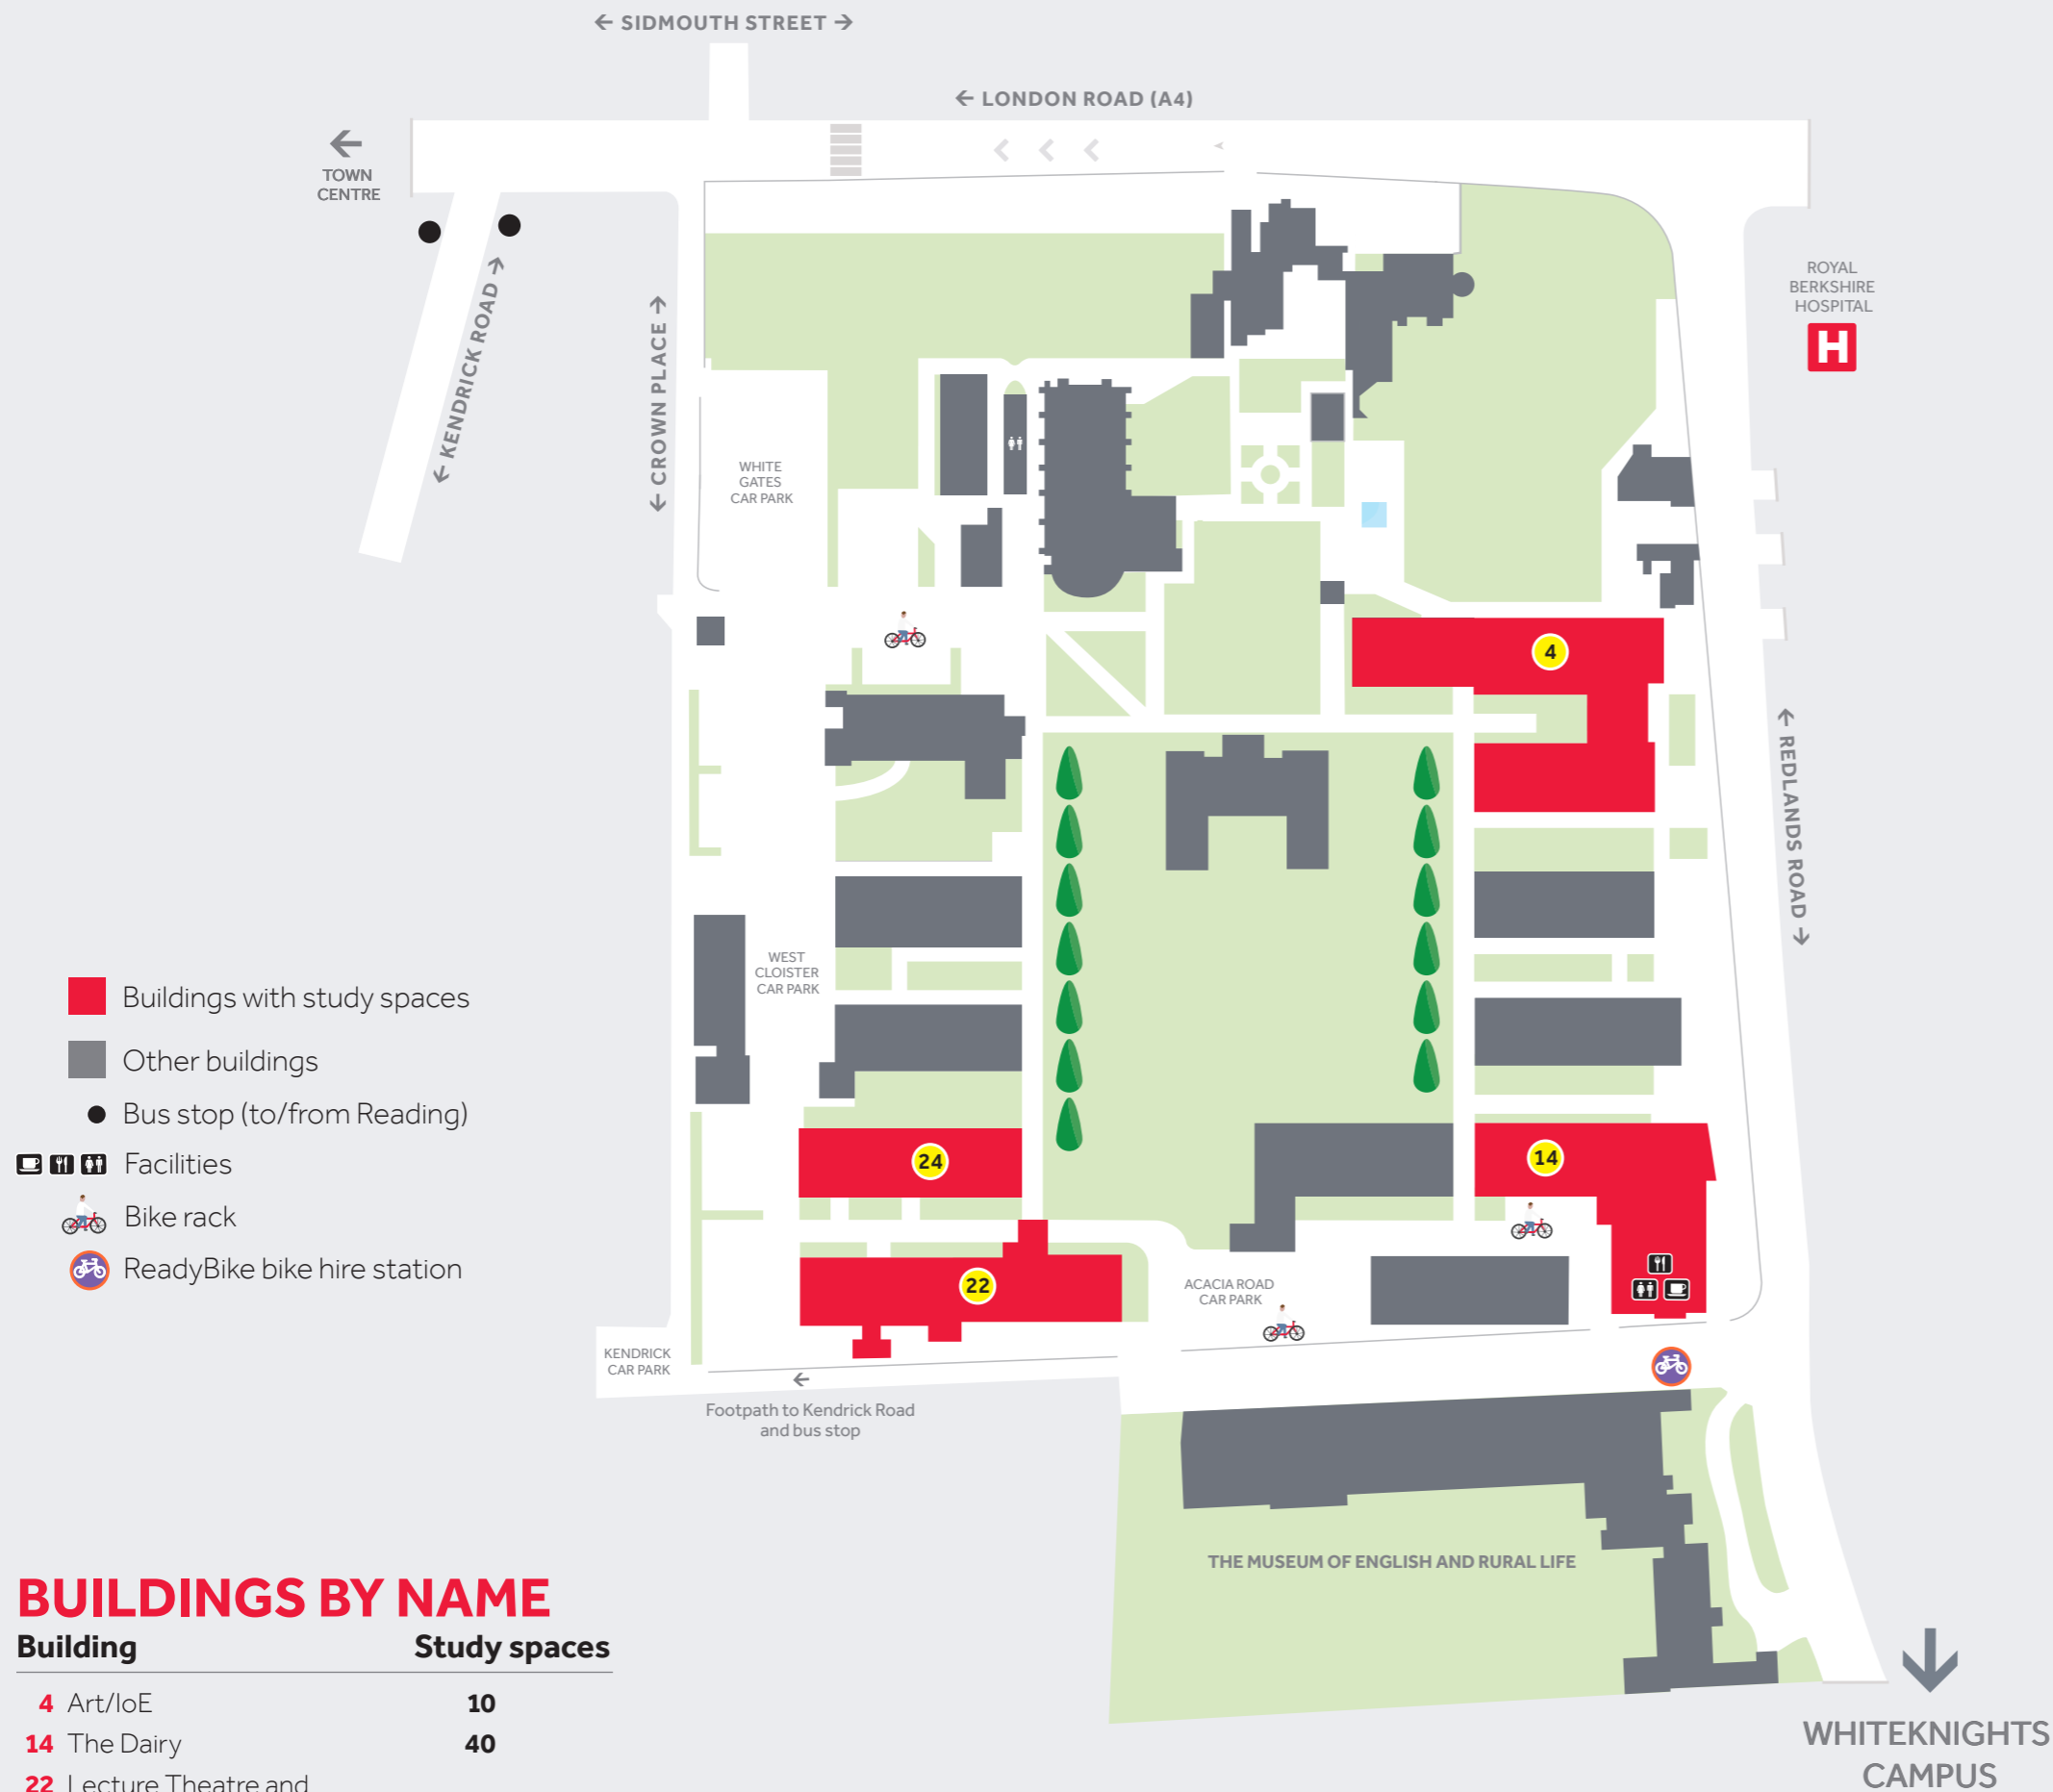 ← SIDMOUTH STREET →
← LONDON ROAD (A4)
TOWN
CENTRE
← KENDRICK ROAD →
← CROWN PLACE →
ROYAL
BERKSHIRE
HOSPITAL
H
WHITE
GATES
CAR PARK
4
← REDLANDS ROAD →
WEST
CLOISTER
CAR PARK
Buildings with study spaces
Other buildings
Bus stop (to/from Reading)
Facilities
Bike rack
ReadyBike bike hire station
24
14
22
ACACIA ROAD
CAR PARK
KENDRICK
CAR PARK
Footpath to Kendrick Road
and bus stop
THE MUSEUM OF ENGLISH AND RURAL LIFE
WHITEKNIGHTS
CAMPUS
BUILDINGS BY NAME
Building Study spaces
4 Art/IoE 10
14 The Dairy 40
22 Lecture Theatre and